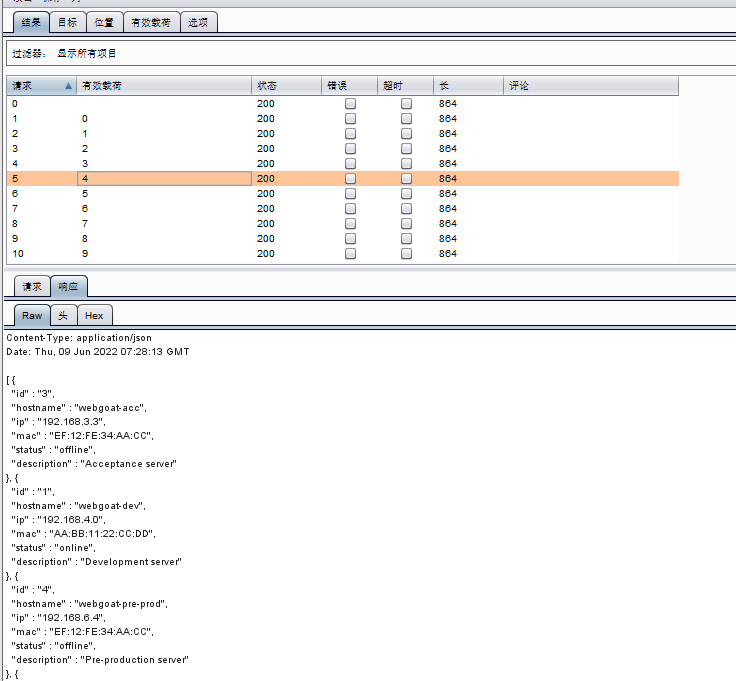 结果 目标 位置 有效载荷 选项
过滤器： 显示所有项目
请求 有效载荷 状态 错误 超时 长 评论
0 200 864
1 0 200 864
2 1 200 864
3 2 200 864
4 3 200 864
5 4 200 864
6 5 200 864
7 6 200 864
8 7 200 864
9 8 200 864
10 9 200 864
请求 响应
Raw 头 Hex
Content-Type: application/json
Date: Thu, 09 Jun 2022 07:28:13 GMT
[ {
"id" : "3",
"hostname" : "webgoat-acc",
"ip" : "192.168.3.3",
"mac" : "EF:12:FE:34:AA:CC",
"status" : "offline",
"description" : "Acceptance server"
}, {
"id" : "1",
"hostname" : "webgoat-dev",
"ip" : "192.168.4.0",
"mac" : "AA:BB:11:22:CC:DD",
"status" : "online",
"description" : "Development server"
}, {
"id" : "4",
"hostname" : "webgoat-pre-prod",
"ip" : "192.168.6.4",
"mac" : "EF:12:FE:34:AA:CC",
"status" : "offline",
"description" : "Pre-production server"
}, {